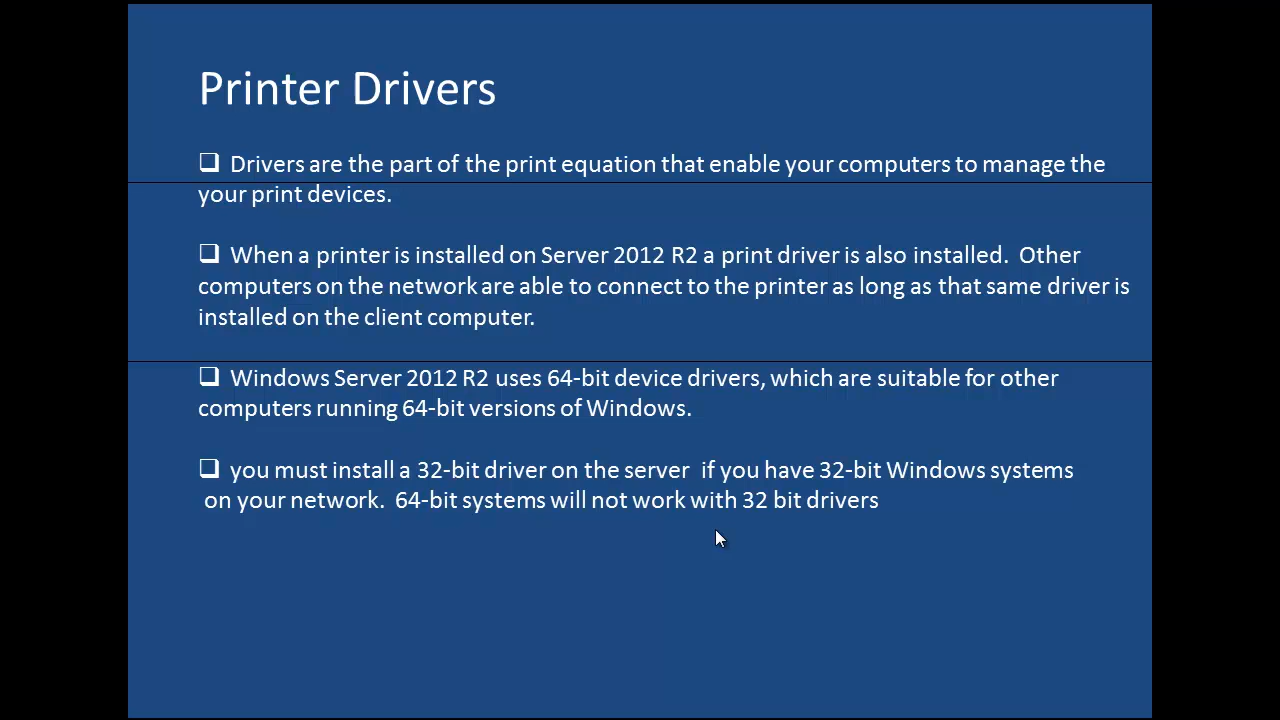 Printer Drivers
❑ Drivers are the part of the print equation that enable your computers to manage the
your print devices.
❑ When a printer is installed on Server 2012 R2 a print driver is also installed.  Other
computers on the network are able to connect to the printer as long as that same driver is
installed on the client computer.
❑ Windows Server 2012 R2 uses 64-bit device drivers, which are suitable for other
computers running 64-bit versions of Windows.
❑ you must install a 32-bit driver on the server  if you have 32-bit Windows systems
on your network.  64-bit systems will not work with 32 bit drivers